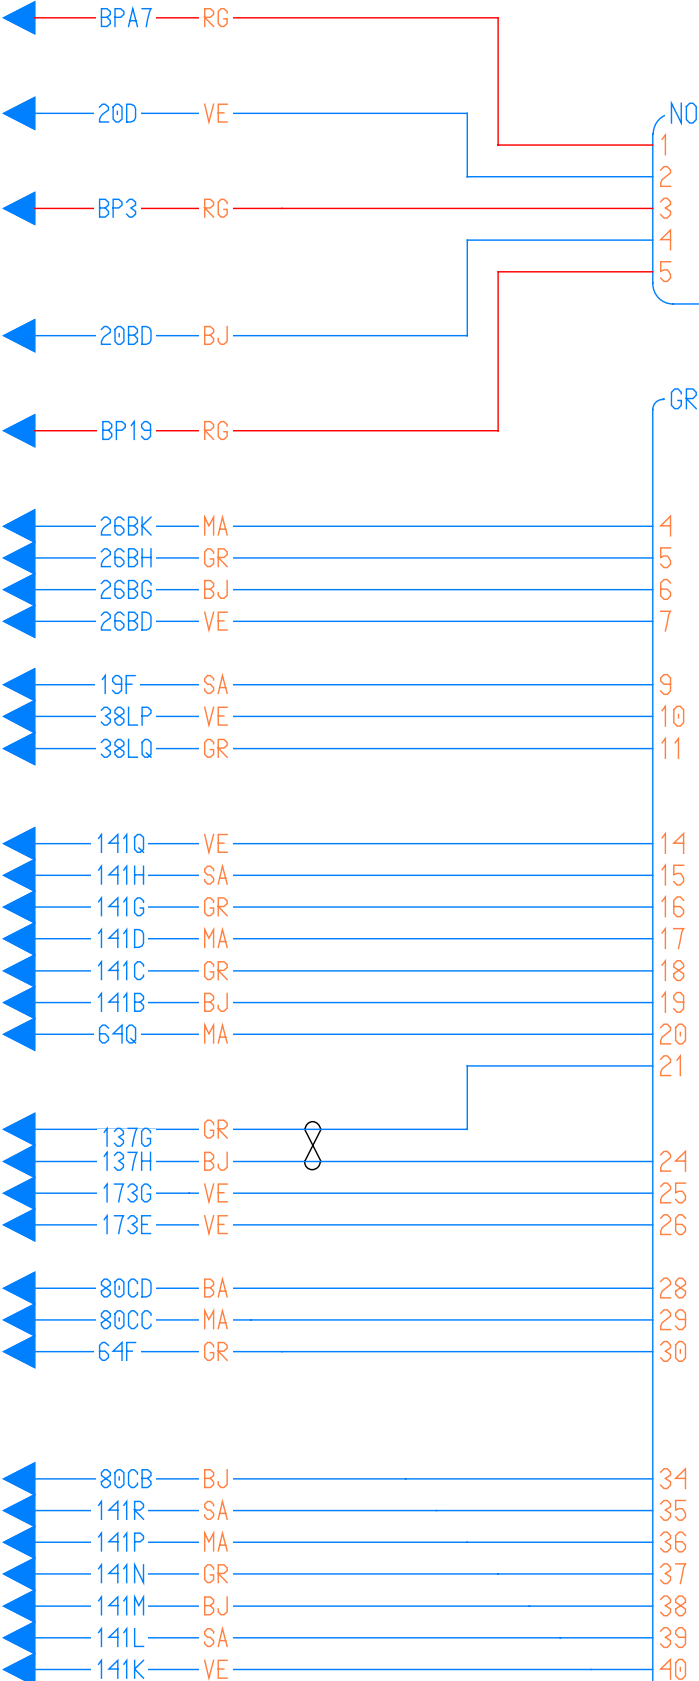 BPA7 RG
20D VE NO
1
2
BP3 RG 3
4
5
20BD BJ
GR
BP19 RG
26BK MA 4
26BH GR 5
26BG BJ 6
26BD VE 7
19F SA 9
38LP VE 10
38LQ GR 11
141Q VE 14
141H SA 15
141G GR 16
141D MA 17
141C GR 18
141B BJ 19
64Q MA 20
21
137G GR
137H BJ 24
173G VE 25
173E VE 26
80CD BA 28
80CC MA 29
64F GR 30
80CB BJ 34
141R SA 35
141P MA 36
141N GR 37
141M BJ 38
141L SA 39
141K VE 40